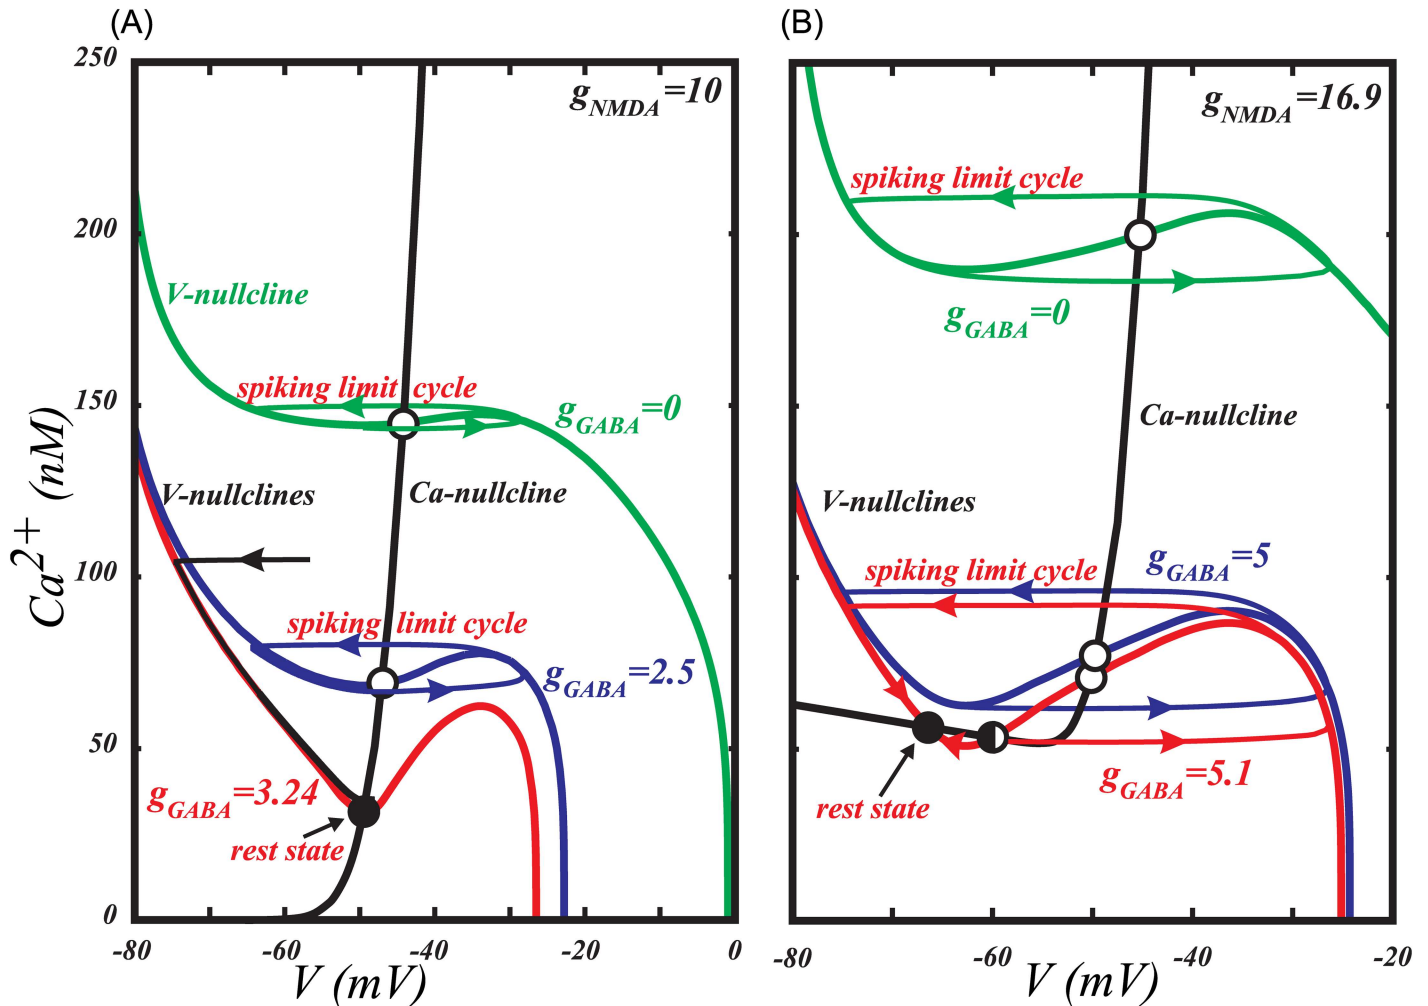 (A)
250
200
150
100
50
0
Ca2+ (nM)
g_NMDA=10
V-nullcline
spiking limit cycle
g_GABA=0
V-nullclines
Ca-nullcline
spiking limit cycle
g_GABA=2.5
g_GABA=3.24
rest state
-80
-60
-40
-20
0
V (mV)
(B)
g_NMDA=16.9
spiking limit cycle
g_GABA=0
Ca-nullcline
V-nullclines
g_GABA=5
spiking limit cycle
g_GABA=5.1
rest state
-80
-60
-40
-20
V (mV)